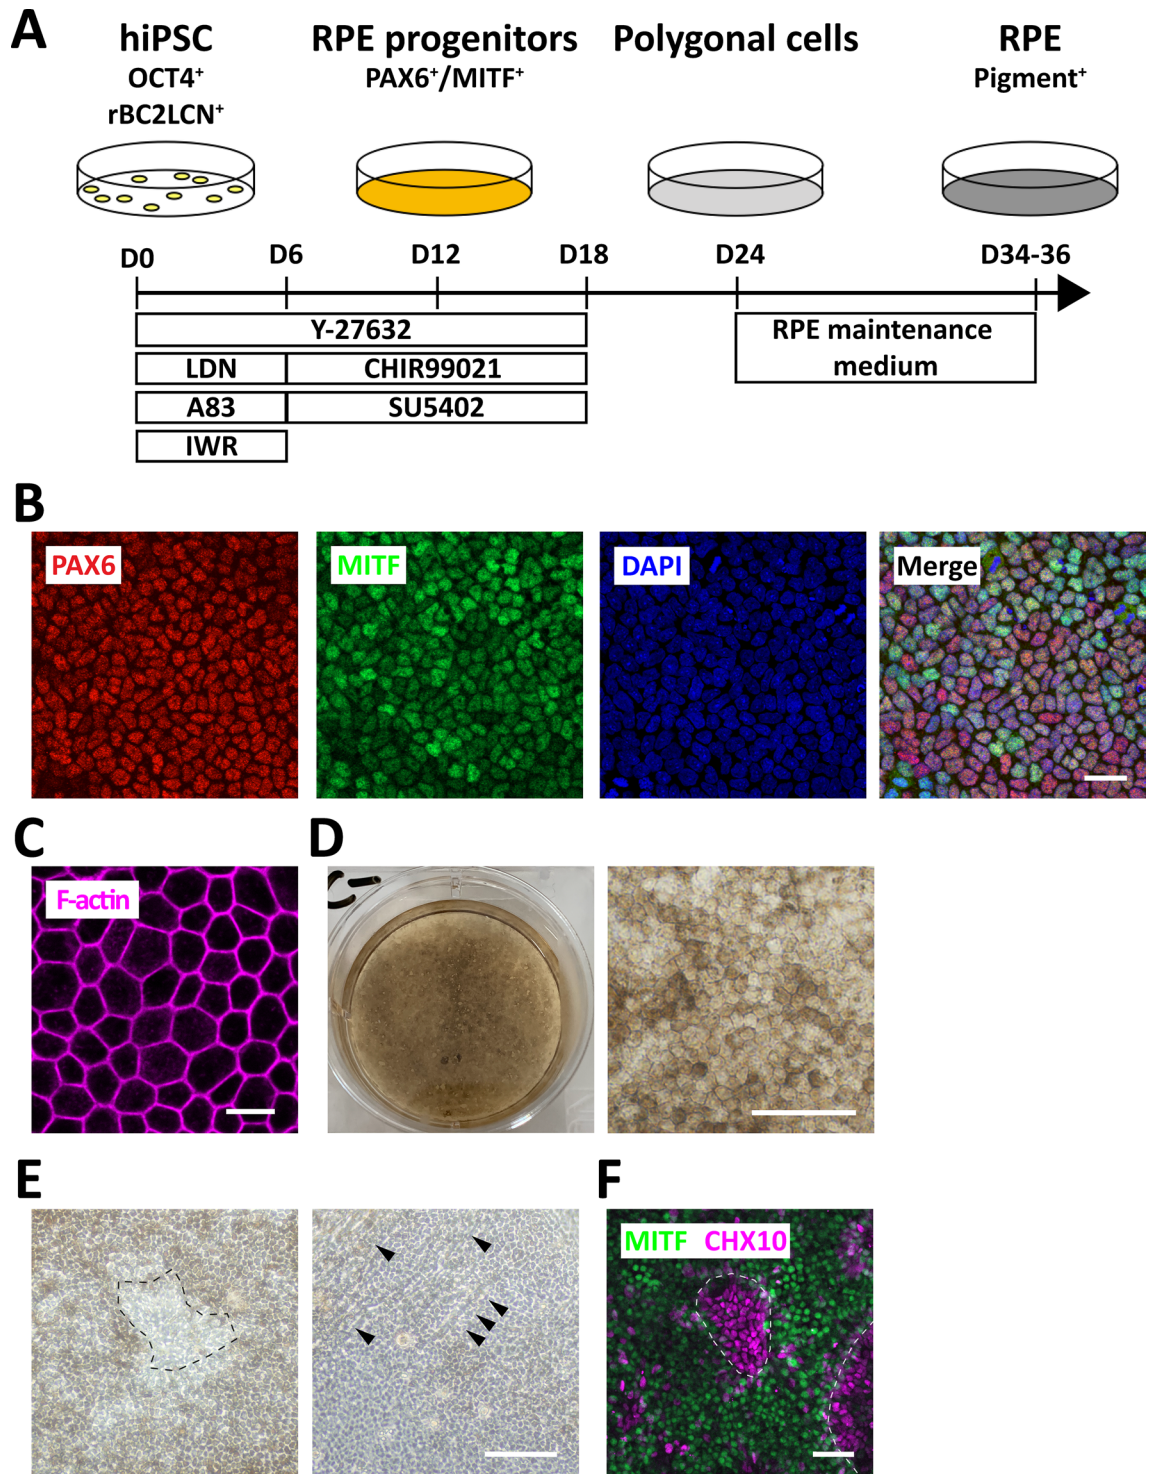 A
hiPSC
OCT4⁺
rBC2LCN⁺
RPE progenitors
PAX6⁺/MITF⁺
Polygonal cells
RPE
Pigment⁺
D0
D6
D12
D18
D24
D34-36
Y-27632
LDN
CHIR99021
A83
SU5402
IWR
RPE maintenance
medium
B
PAX6
MITF
DAPI
Merge
C
F-actin
D
E
F
MITF CHX10